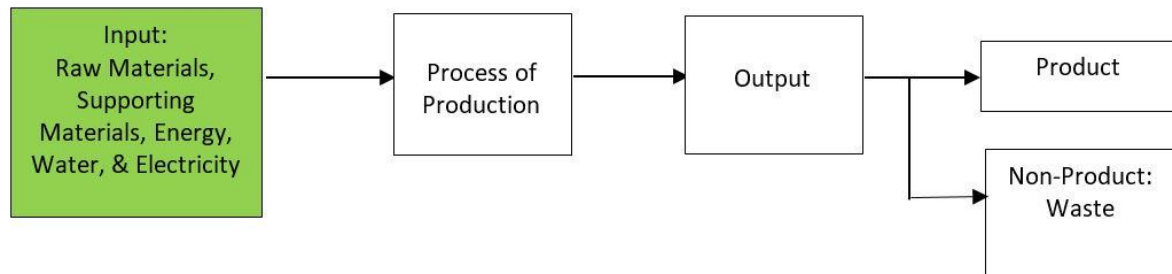 Input:
Raw Materials,
Supporting
Materials, Energy,
Water, & Electricity
Process of
Production
Output
Product
Non-Product:
Waste